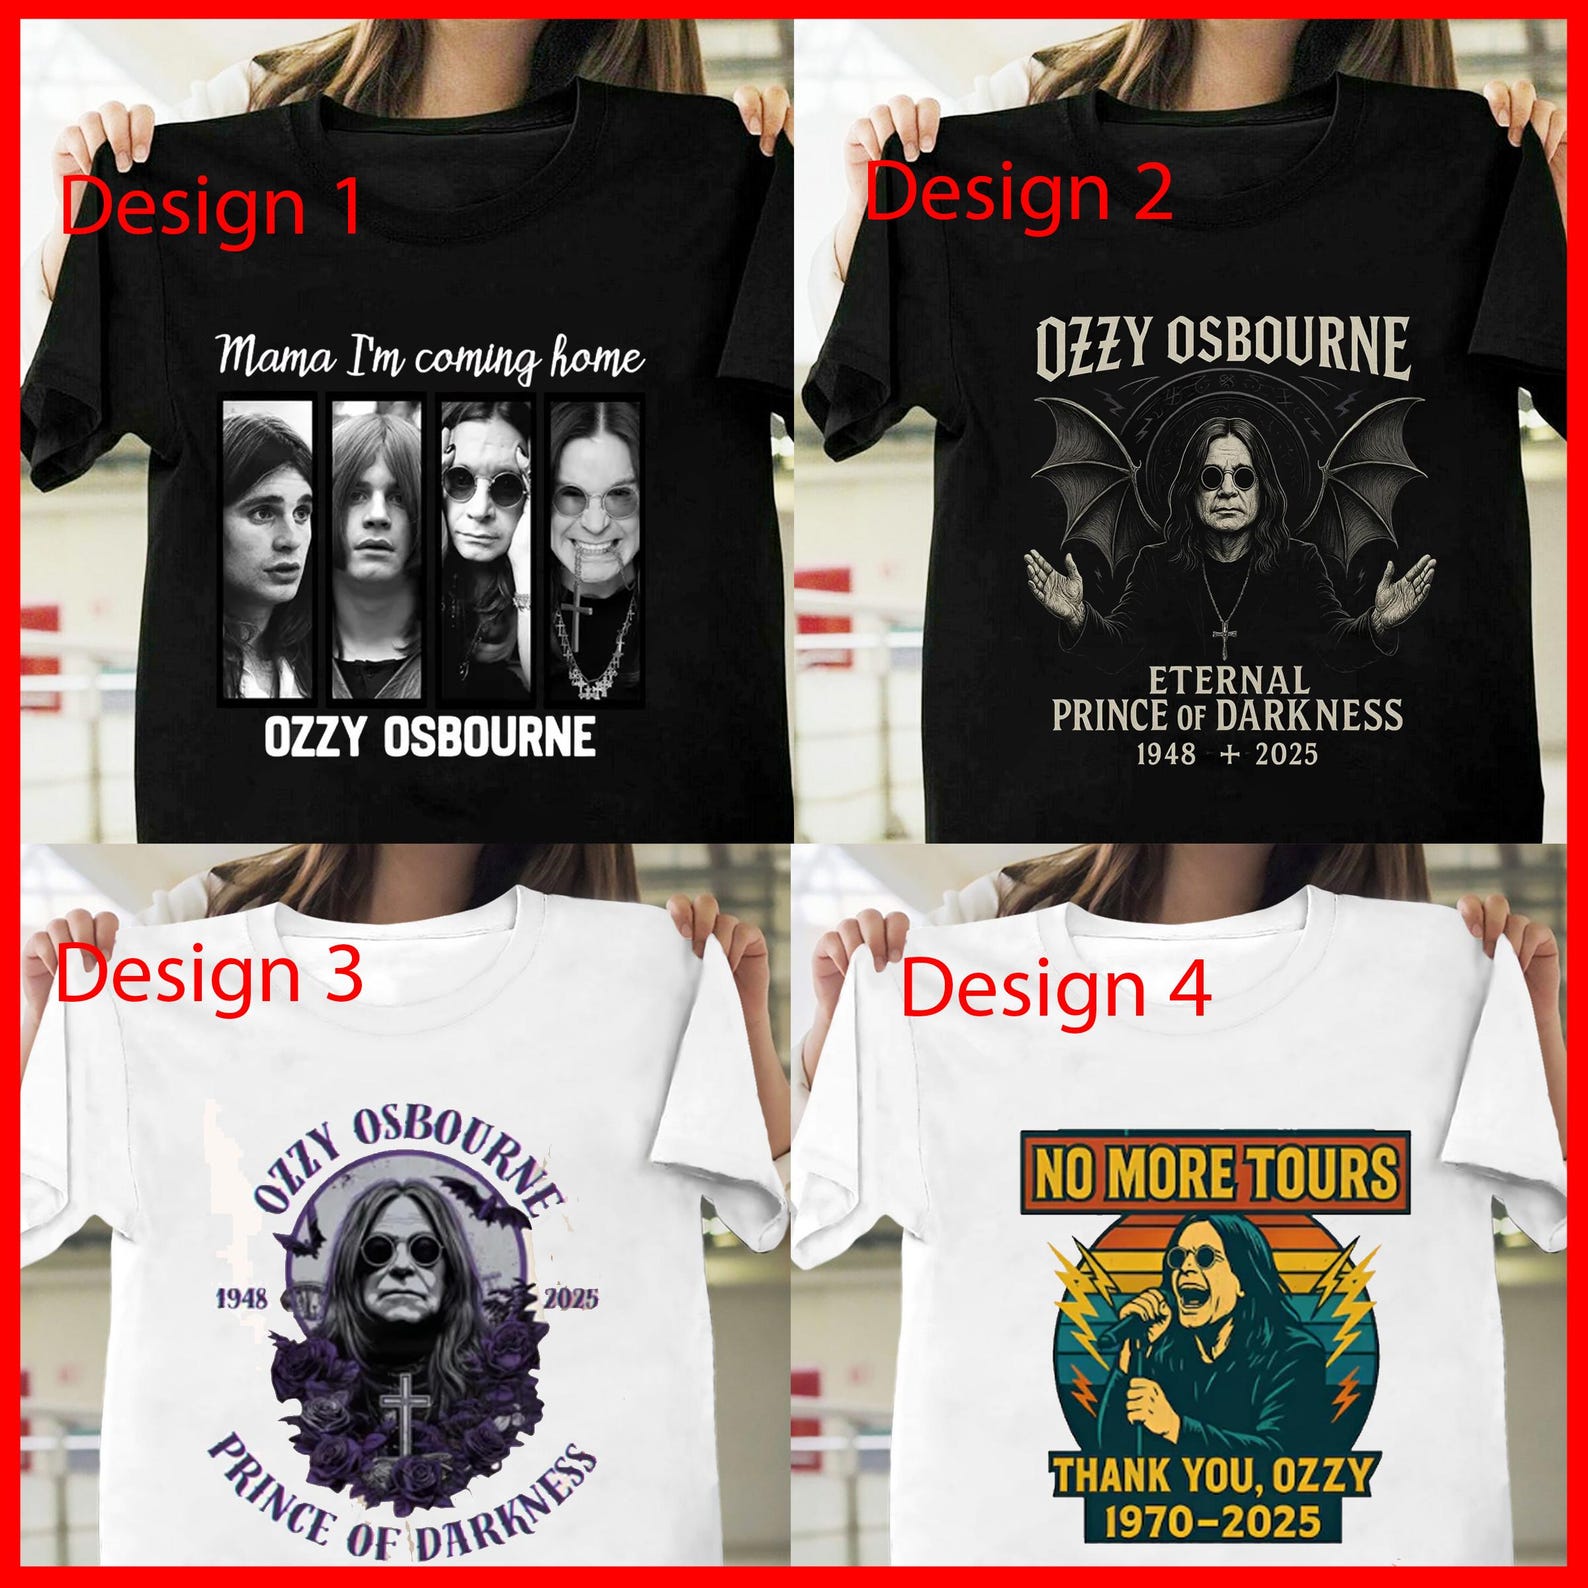 Design 1
Mama I'm coming home
OZZY OSBOURNE
Design 2
OZZY OSBOURNE
ETERNAL
PRINCE OF DARKNESS
1948 + 2025
Design 3
OZZY OSBOURNE
1948 2025
PRINCE OF DARKNESS
Design 4
NO MORE TOURS
THANK YOU, OZZY
1970-2025